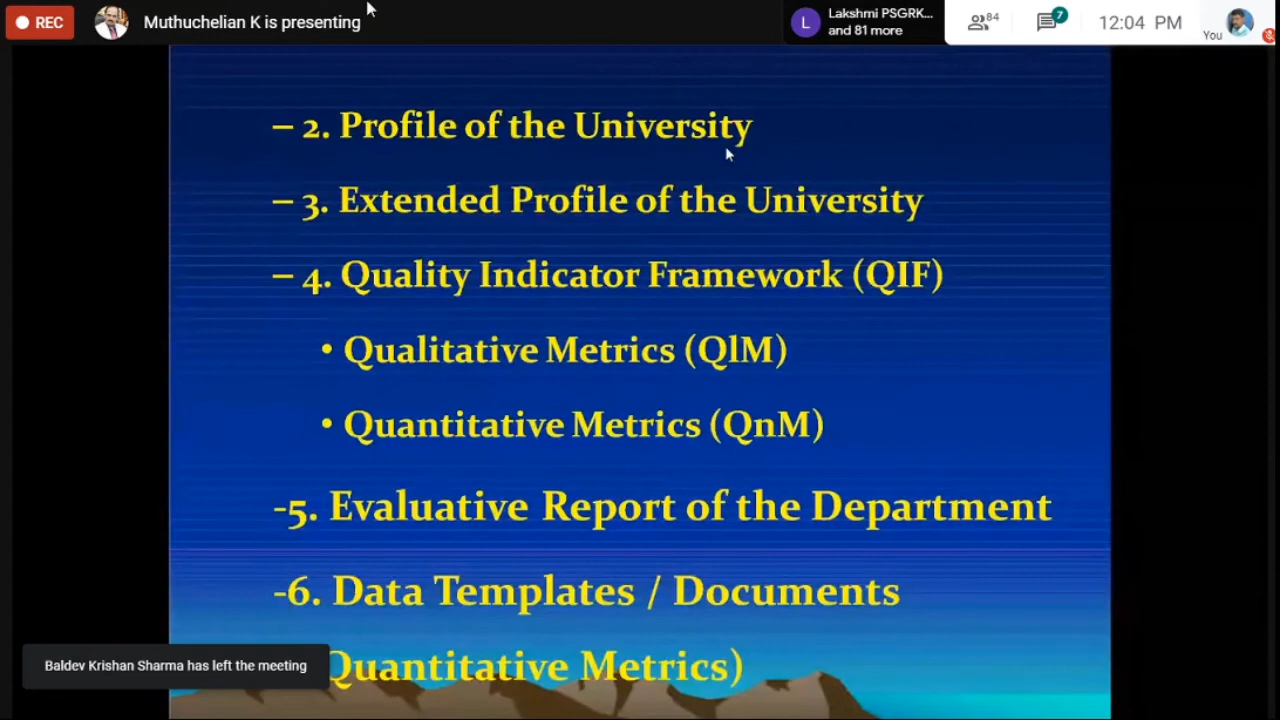 REC
Muthuchelian K is presenting
L
Lakshmi PSGRK...
and 81 more
84
7
12:04 PM
You
– 2. Profile of the University
– 3. Extended Profile of the University
– 4. Quality Indicator Framework (QIF)
• Qualitative Metrics (QlM)
• Quantitative Metrics (QnM)
-5. Evaluative Report of the Department
-6. Data Templates / Documents
Quantitative Metrics)
Baldev Krishan Sharma has left the meeting